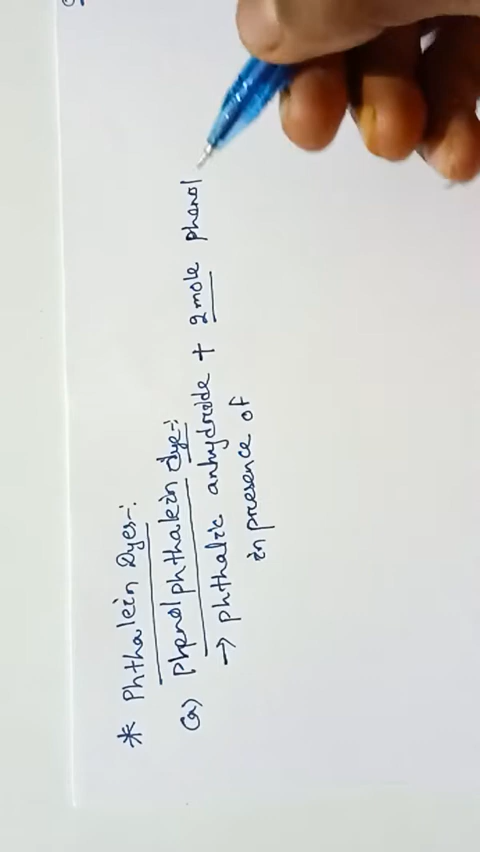 * Phthalein Dyes-:
(a) Phenolphthalein dye-:
→ phthalic anhydride + 2 mole phenol
in presence of